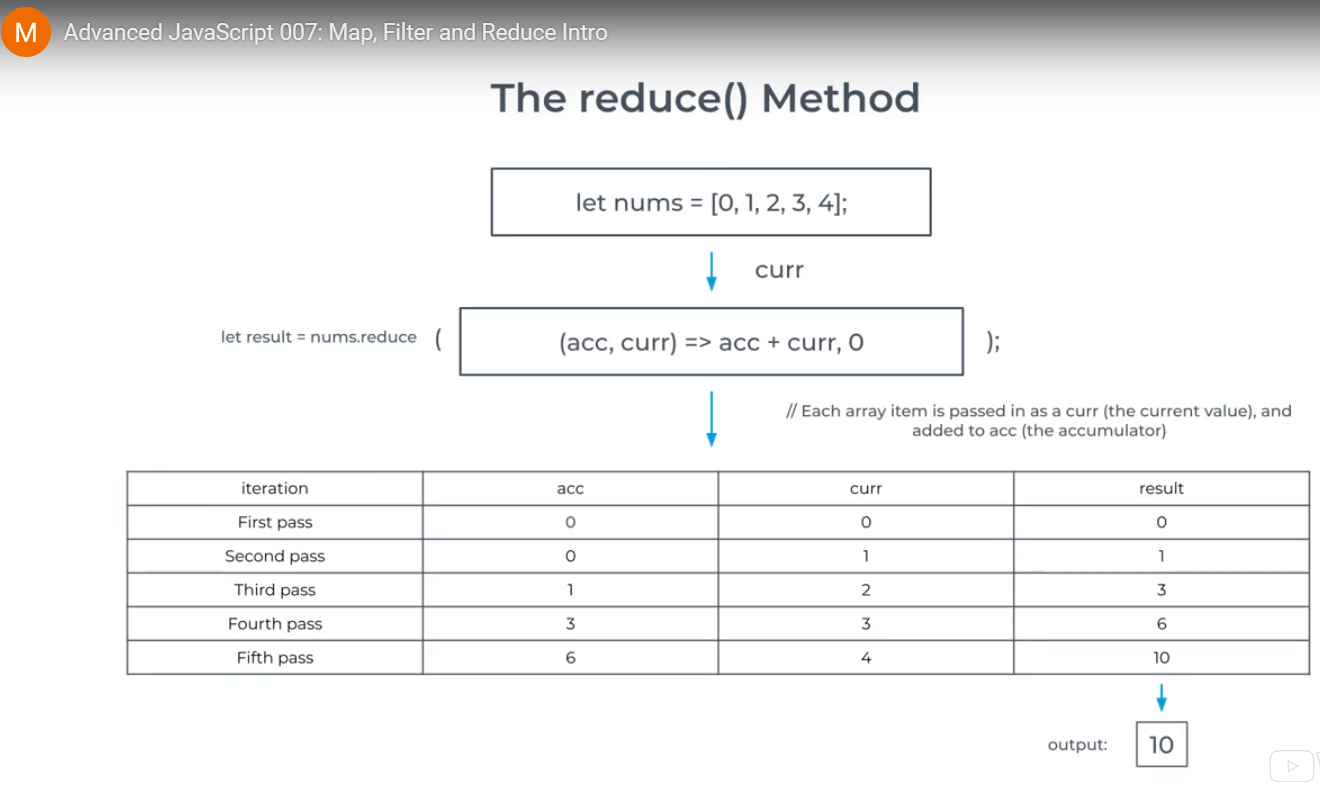 M
Advanced JavaScript 007: Map, Filter and Reduce Intro
The reduce() Method
let nums = [0, 1, 2, 3, 4];
curr
let result = nums.reduce ( (acc, curr) => acc + curr, 0 );
// Each array item is passed in as a curr (the current value), and
added to acc (the accumulator)
iteration acc curr result
First pass 0 0 0
Second pass 0 1 1
Third pass 1 2 3
Fourth pass 3 3 6
Fifth pass 6 4 10
output: 10